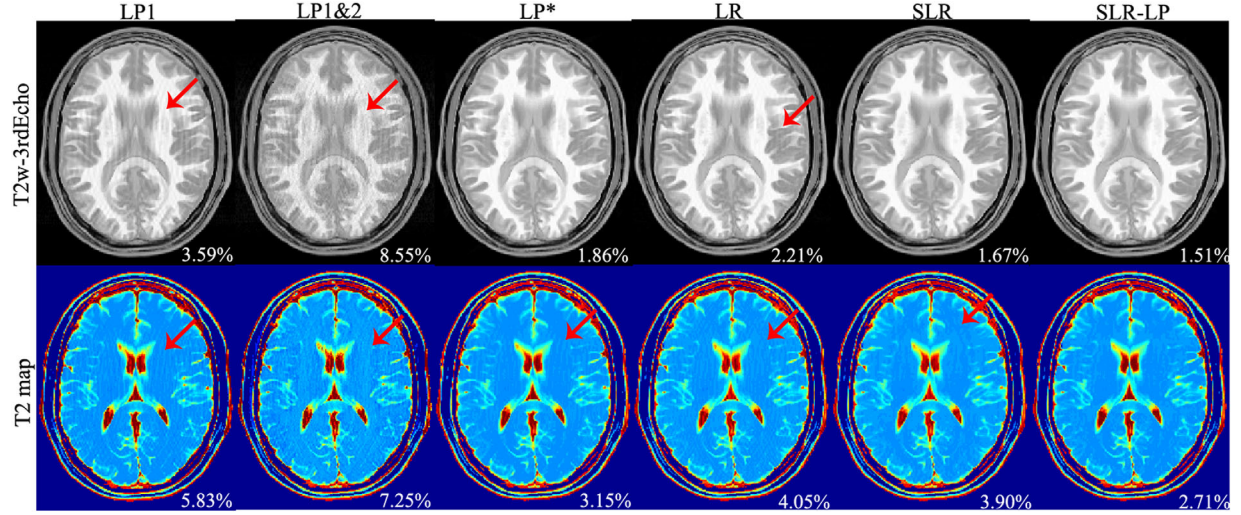 LP1 LP1&2 LP* LR SLR SLR-LP
T2w-3rdEcho
3.59% 8.55% 1.86% 2.21% 1.67% 1.51%
T2 map
5.83% 7.25% 3.15% 4.05% 3.90% 2.71%